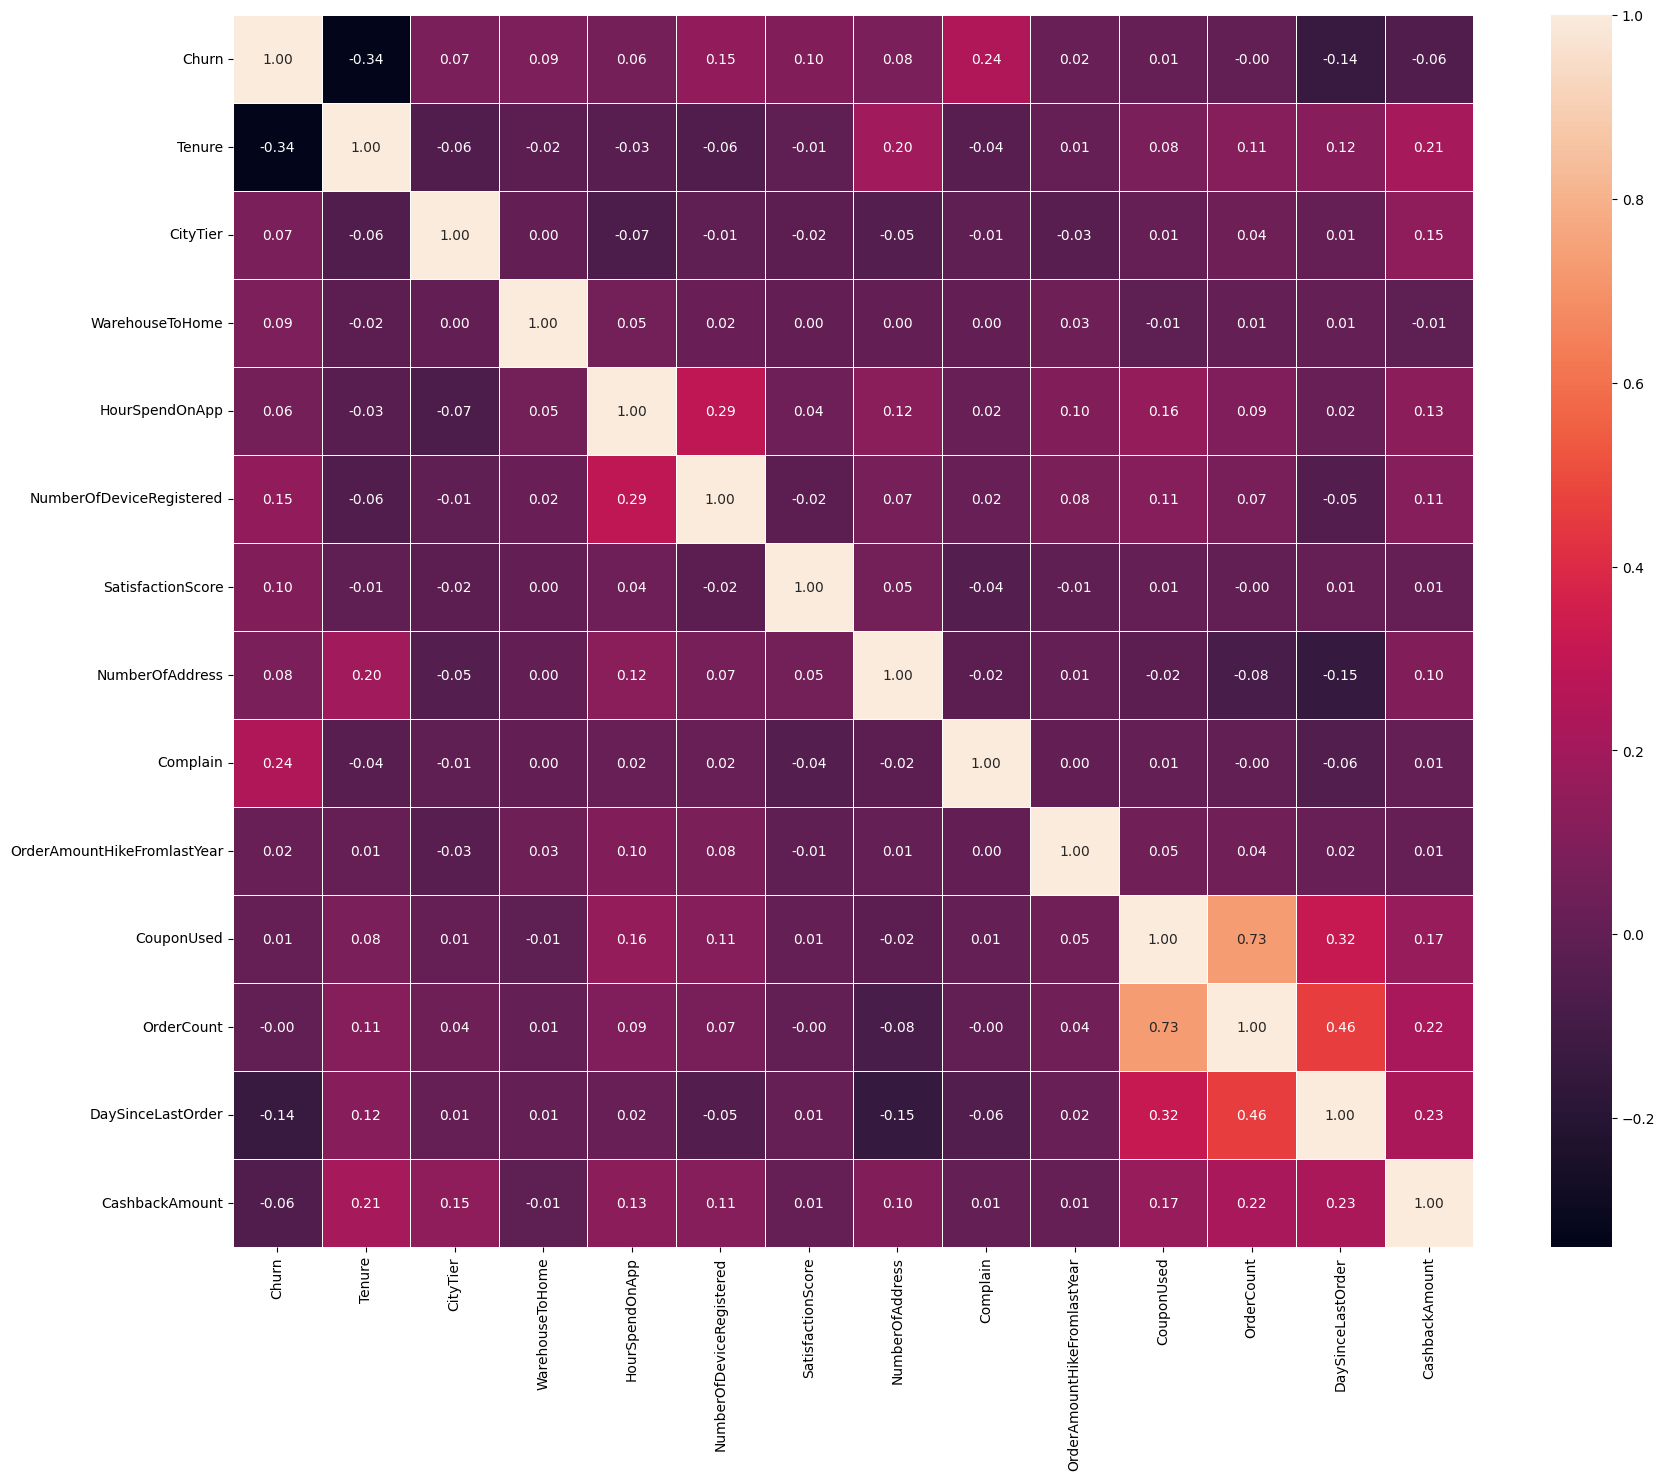 Churn 1.00 -0.34 0.07 0.09 0.06 0.15 0.10 0.08 0.24 0.02 0.01 -0.00 -0.14 -0.06
Tenure -0.34 1.00 -0.06 -0.02 -0.03 -0.06 -0.01 0.20 -0.04 0.01 0.08 0.11 0.12 0.21
CityTier 0.07 -0.06 1.00 0.00 -0.07 -0.01 -0.02 -0.05 -0.01 -0.03 0.01 0.04 0.01 0.15
WarehouseToHome 0.09 -0.02 0.00 1.00 0.05 0.02 0.00 0.00 0.00 0.03 -0.01 0.01 0.01 -0.01
HourSpendOnApp 0.06 -0.03 -0.07 0.05 1.00 0.29 0.04 0.12 0.02 0.10 0.16 0.09 0.02 0.13
NumberOfDeviceRegistered 0.15 -0.06 -0.01 0.02 0.29 1.00 -0.02 0.07 0.02 0.08 0.11 0.07 -0.05 0.11
SatisfactionScore 0.10 -0.01 -0.02 0.00 0.04 -0.02 1.00 0.05 -0.04 -0.01 0.01 -0.00 0.01 0.01
NumberOfAddress 0.08 0.20 -0.05 0.00 0.12 0.07 0.05 1.00 -0.02 0.01 -0.02 -0.08 -0.15 0.10
Complain 0.24 -0.04 -0.01 0.00 0.02 0.02 -0.04 -0.02 1.00 0.00 0.01 -0.00 -0.06 0.01
OrderAmountHikeFromlastYear 0.02 0.01 -0.03 0.03 0.10 0.08 -0.01 0.01 0.00 1.00 0.05 0.04 0.02 0.01
CouponUsed 0.01 0.08 0.01 -0.01 0.16 0.11 0.01 -0.02 0.01 0.05 1.00 0.73 0.32 0.17
OrderCount -0.00 0.11 0.04 0.01 0.09 0.07 -0.00 -0.08 -0.00 0.04 0.73 1.00 0.46 0.22
DaySinceLastOrder -0.14 0.12 0.01 0.01 0.02 -0.05 0.01 -0.15 -0.06 0.02 0.32 0.46 1.00 0.23
CashbackAmount -0.06 0.21 0.15 -0.01 0.13 0.11 0.01 0.10 0.01 0.01 0.17 0.22 0.23 1.00
Churn
Tenure
CityTier
WarehouseToHome
HourSpendOnApp
NumberOfDeviceRegistered
SatisfactionScore
NumberOfAddress
Complain
OrderAmountHikeFromlastYear
CouponUsed
OrderCount
DaySinceLastOrder
CashbackAmount
1.0
0.8
0.6
0.4
0.2
0.0
−0.2